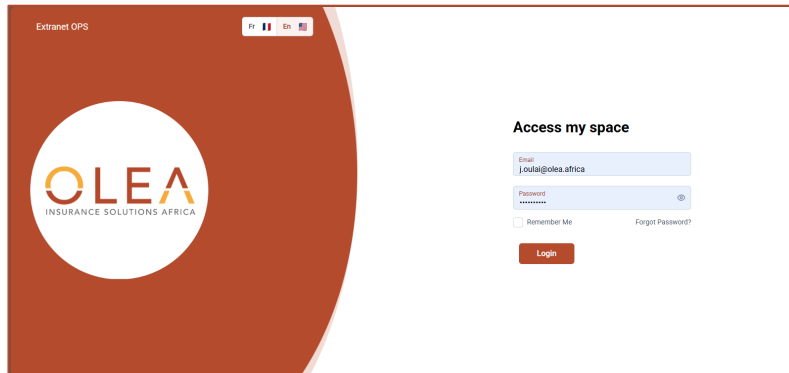 Extranet OPS
Fr En
OLEA
INSURANCE SOLUTIONS AFRICA
Access my space
Email
j.oulai@olea.africa
Password
••••••••••
Remember Me Forgot Password?
Login